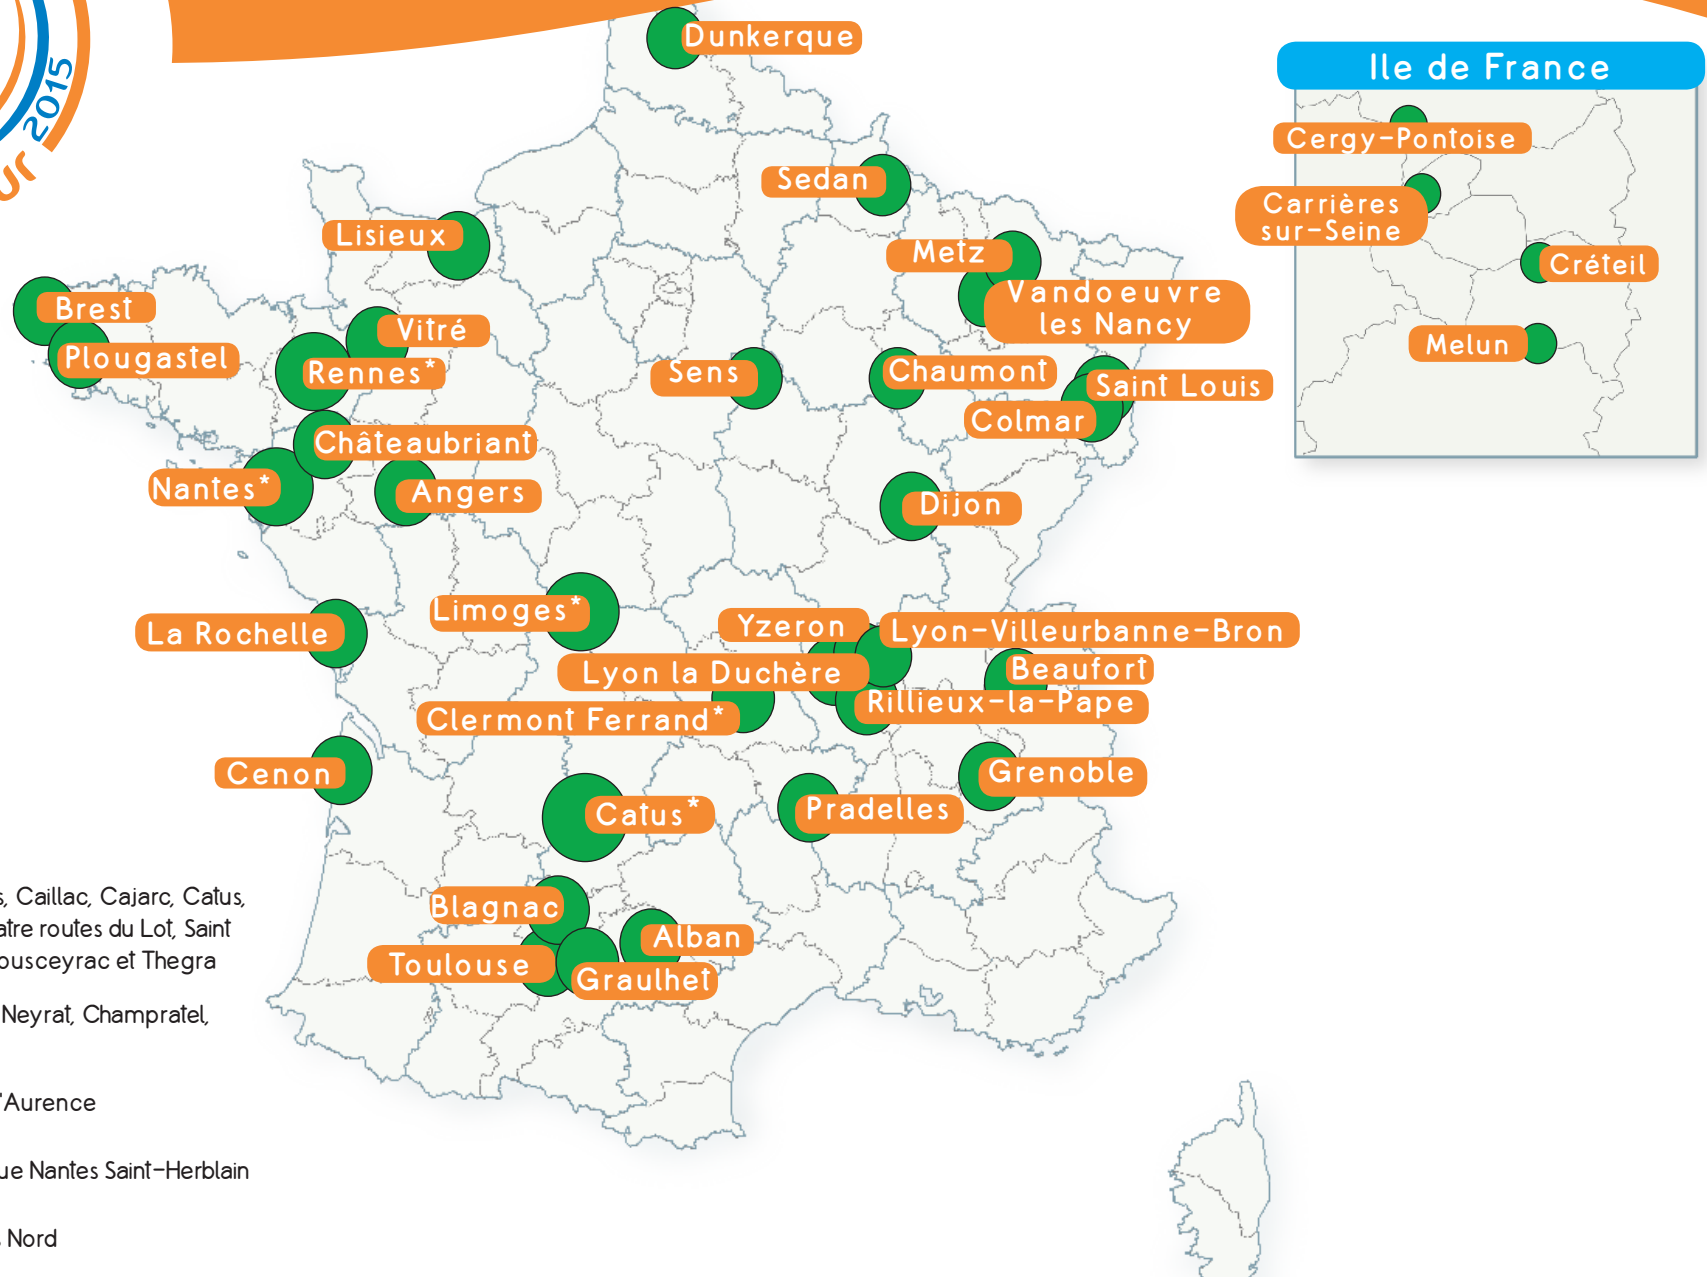 2015
Dunkerque
Ile de France
Cergy-Pontoise
Sedan
Carrières
sur-Seine
Lisieux
Metz
Créteil
Vandoeuvre
les Nancy
Brest
Vitré
Melun
Plougastel
Rennes*
Sens
Chaumont
Saint Louis
Colmar
Châteaubriant
Nantes*
Angers
Dijon
Limoges*
La Rochelle
Yzeron
Lyon-Villeurbanne-Bron
Lyon la Duchère
Beaufort
Rillieux-la-Pape
Clermont Ferrand*
Cenon
Grenoble
Catus*
Pradelles
Blagnac
Alban
Toulouse
Graulhet
, Caillac, Cajarc, Catus,
routes du Lot, Saint
et Thegra
Neyrat, Champratel,
'Aurence
Nantes Saint-Herblain
Nord